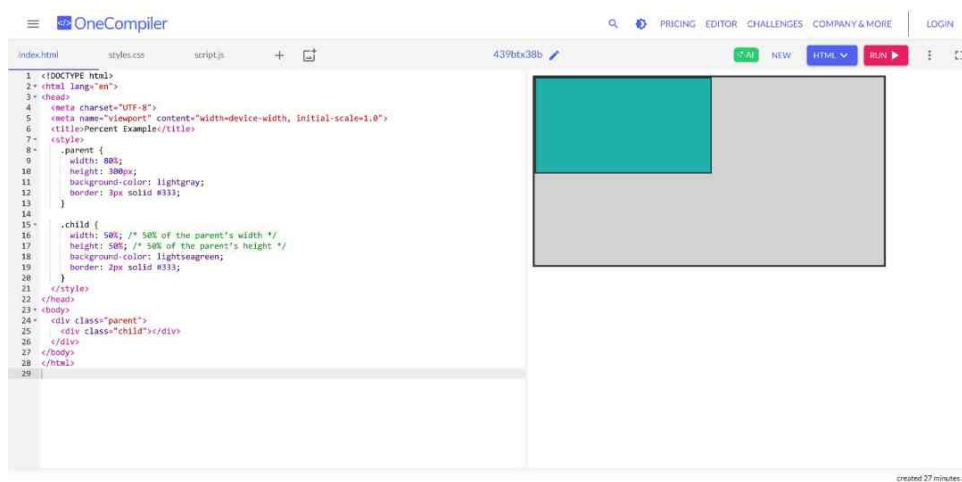 OneCompiler
PRICING EDITOR CHALLENGES COMPANY & MORE LOGIN
index.html styles.css script.js + 439btx38b AI NEW HTML RUN
1 <!DOCTYPE html>
2 <html lang="en">
3 <head>
4 <meta charset="UTF-8">
5 <meta name="viewport" content="width=device-width, initial-scale=1.0">
6 <title>Percent Example</title>
7 <style>
8 .parent {
9 width: 80%;
10 height: 300px;
11 background-color: lightgray;
12 border: 3px solid #333;
13 }
14
15 .child {
16 width: 50%; /* 50% of the parent's width */
17 height: 50%; /* 50% of the parent's height */
18 background-color: lightseagreen;
19 border: 2px solid #333;
20 }
21 </style>
22 </head>
23 <body>
24 <div class="parent">
25 <div class="child"></div>
26 </div>
27 </body>
28 </html>
29
created 27 minutes